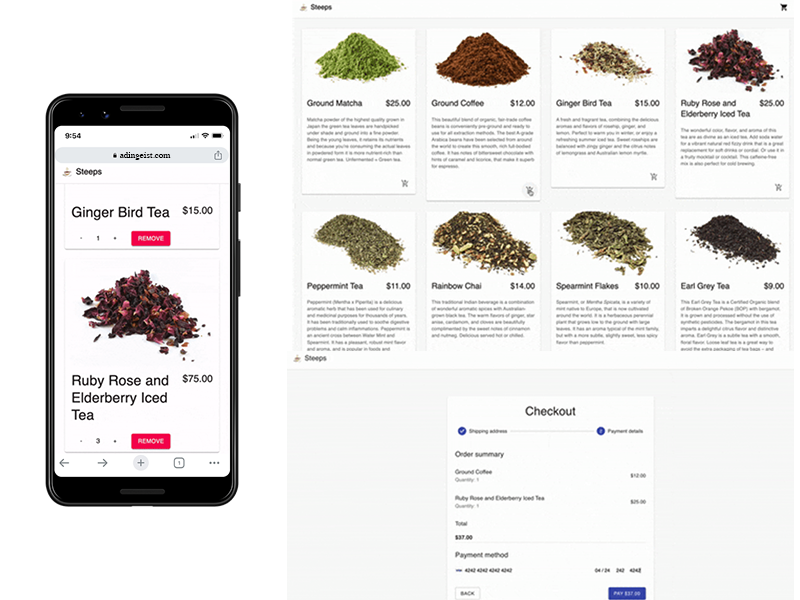 9:54
adingeist.com
Steeps
Ginger Bird Tea $15.00
- 1 + REMOVE
Ruby Rose and $75.00
Elderberry Iced
Tea
- 3 + REMOVE
1
Steeps
Ground Matcha $25.00
Matcha powder of the highest quality grown in
Japan the green tea leaves are handpicked
under shade and ground into a fine powder.
Being the young leaves, it retains its nutrients
and because you're consuming the actual leaves
in powdered form it is more nutrient-rich than
normal green tea. Unfermented = Green tea.
Ground Coffee $12.00
This beautiful blend of organic, fair-trade coffee
beans is conveniently pre-ground and ready to
use for all extraction methods. The best A-grade
Arabica beans have been selected from around
the world to create this smooth, rich full-bodied
coffee. It has notes of bittersweet chocolate with
hints of caramel and licorice, that make it superb
for espresso.
Ginger Bird Tea $15.00
A fresh and fragrant tea, combining the delicious
aromas and flavors of rosehip, ginger, and
lemon. Perfect to warm you in winter, or enjoy a
refreshing summer iced tea. Sweet rosehips are
balanced with zingy ginger and the citrus notes
of lemongrass and Australian lemon myrtle.
Ruby Rose and $25.00
Elderberry Iced Tea
The wonderful color, flavor, and aroma of this
tea are as divine as an iced tea. Add soda water
for a vibrant natural red fizzy drink that is a great
replacement for soft drinks or cordial. Or use it in
a fruity mocktail or cocktail. This caffeine-free
mix is also perfect for cold brewing.
Peppermint Tea $11.00
Peppermint (Mentha x Piperita) is a delicious
aromatic herb that has been used for culinary
and medicinal purposes for thousands of years.
It has been traditionally used to soothe digestive
problems and calm inflammations. Peppermint is
an ancient cross between Water Mint and
Spearmint. It has a pleasant, robust mint flavor
and aroma, and is popular in foods and
Rainbow Chai $14.00
This traditional Indian beverage is a combination
of wonderful aromatic spices with Australian-
grown black tea. The warm flavors of ginger, star
anise, cardamom, and cloves are beautifully
complimented by the sweet notes of cinnamon
and nutmeg. Delicious served hot or chilled.
Spearmint Flakes $10.00
Spearmint, or Mentha Spicata, is a variety of
mint native to Europe, that is now cultivated
around the world. It is a herbaceous perennial
plant that grows low to the ground with large
leaves. It has an aroma typical of the mint family,
but with a more subtle, slightly sweet, less spicy
flavor than peppermint.
Earl Grey Tea $9.00
This Earl Grey Tea is a Certified Organic blend
of Broken Orange Pekoe (BOP) with bergamot.
It is grown and processed without the use of
synthetic pesticides. The bergamot in this tea
imparts a delightful citrus flavor and distinctive
aroma. Earl Grey is a subtle tea with a smooth,
floral flavor. Loose leaf tea is a great way to
avoid the extra packaging of tea bags – and
Steeps
Checkout
Shipping address 2 Payment details
Order summary
Ground Coffee $12.00
Quantity: 1
Ruby Rose and Elderberry Iced Tea $25.00
Quantity: 1
Total
$37.00
Payment method
VISA 4242 4242 4242 4242 04 / 24 242 4242
BACK PAY $37.00